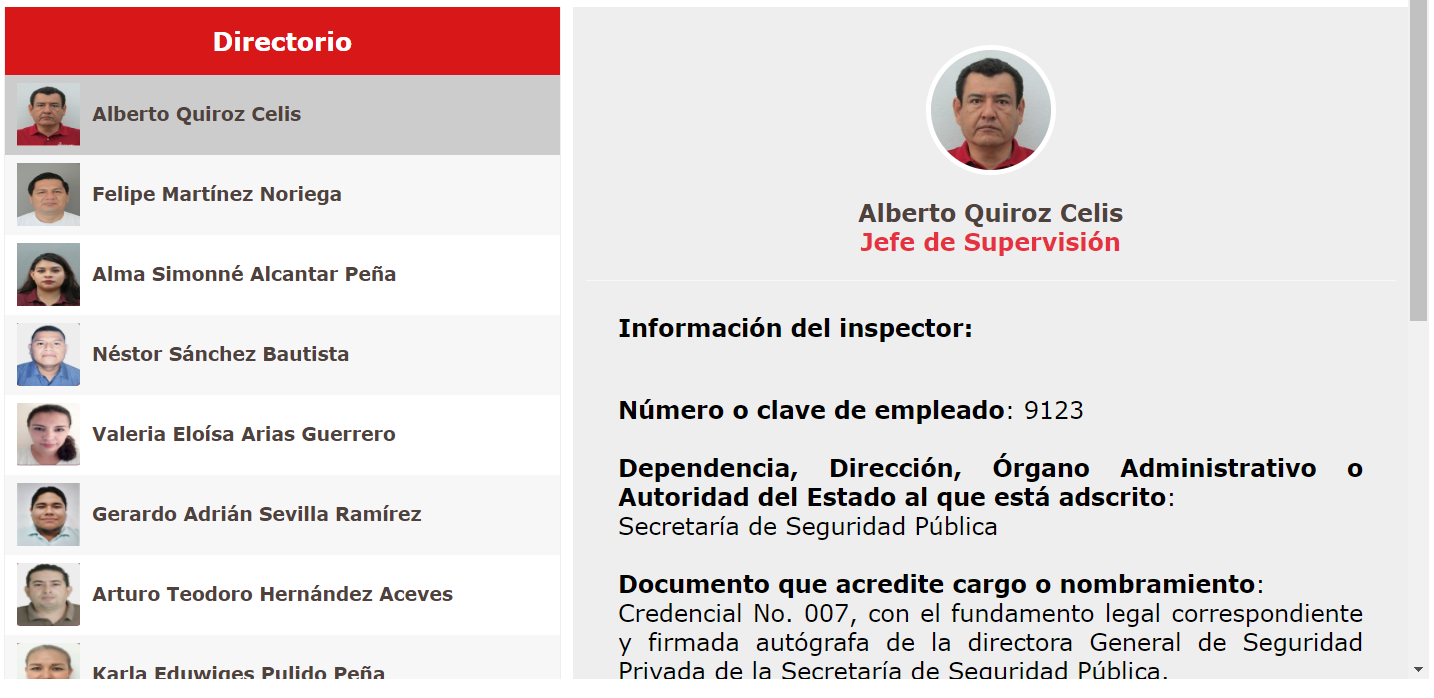 Directorio
Alberto Quiroz Celis
Felipe Martínez Noriega
Alma Simonné Alcantar Peña
Néstor Sánchez Bautista
Valeria Eloísa Arias Guerrero
Gerardo Adrián Sevilla Ramírez
Arturo Teodoro Hernández Aceves
Karla Eduwiges Pulido Peña
Alberto Quiroz Celis
Jefe de Supervisión
Información del inspector:
Número o clave de empleado: 9123
Dependencia, Dirección, Órgano Administrativo o
Autoridad del Estado al que está adscrito:
Secretaría de Seguridad Pública
Documento que acredite cargo o nombramiento:
Credencial No. 007, con el fundamento legal correspondiente
y firmada autógrafa de la directora General de Seguridad
Privada de la Secretaría de Seguridad Pública.